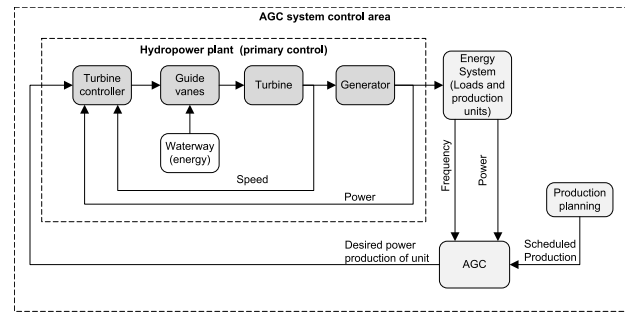 AGC system control area
Hydropower plant (primary control)
Turbine
controller
Guide
vanes
Turbine
Generator
Energy
System
(Loads and
production
units)
Waterway
(energy)
Speed
Power
Frequency
Power
Production
planning
Desired power
production of unit
AGC
Scheduled
Production